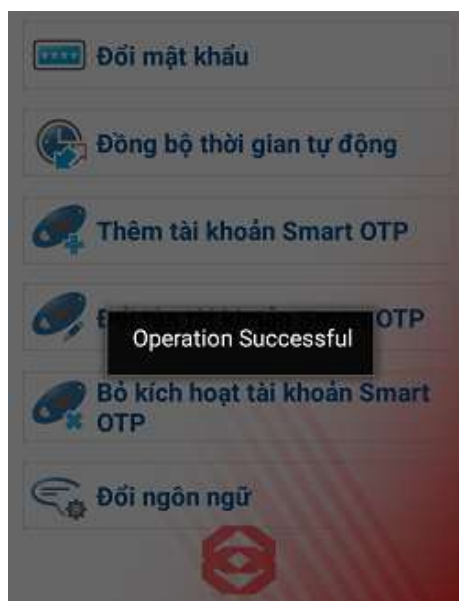 Đổi mật khẩu
Đồng bộ thời gian tự động
Thêm tài khoản Smart OTP
OTP
Operation Successful
Bỏ kích hoạt tài khoản Smart
OTP
Đổi ngôn ngữ